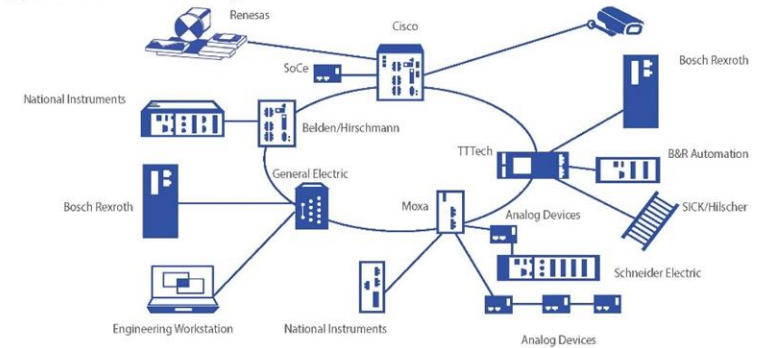 Renesas
Cisco
SoCe
Bosch Rexroth
National Instruments
Belden/Hirschmann
TTTech
B&R Automation
General Electric
Bosch Rexroth
Moxa
Analog Devices
SICK/Hilscher
Schneider Electric
Engineering Workstation
National Instruments
Analog Devices